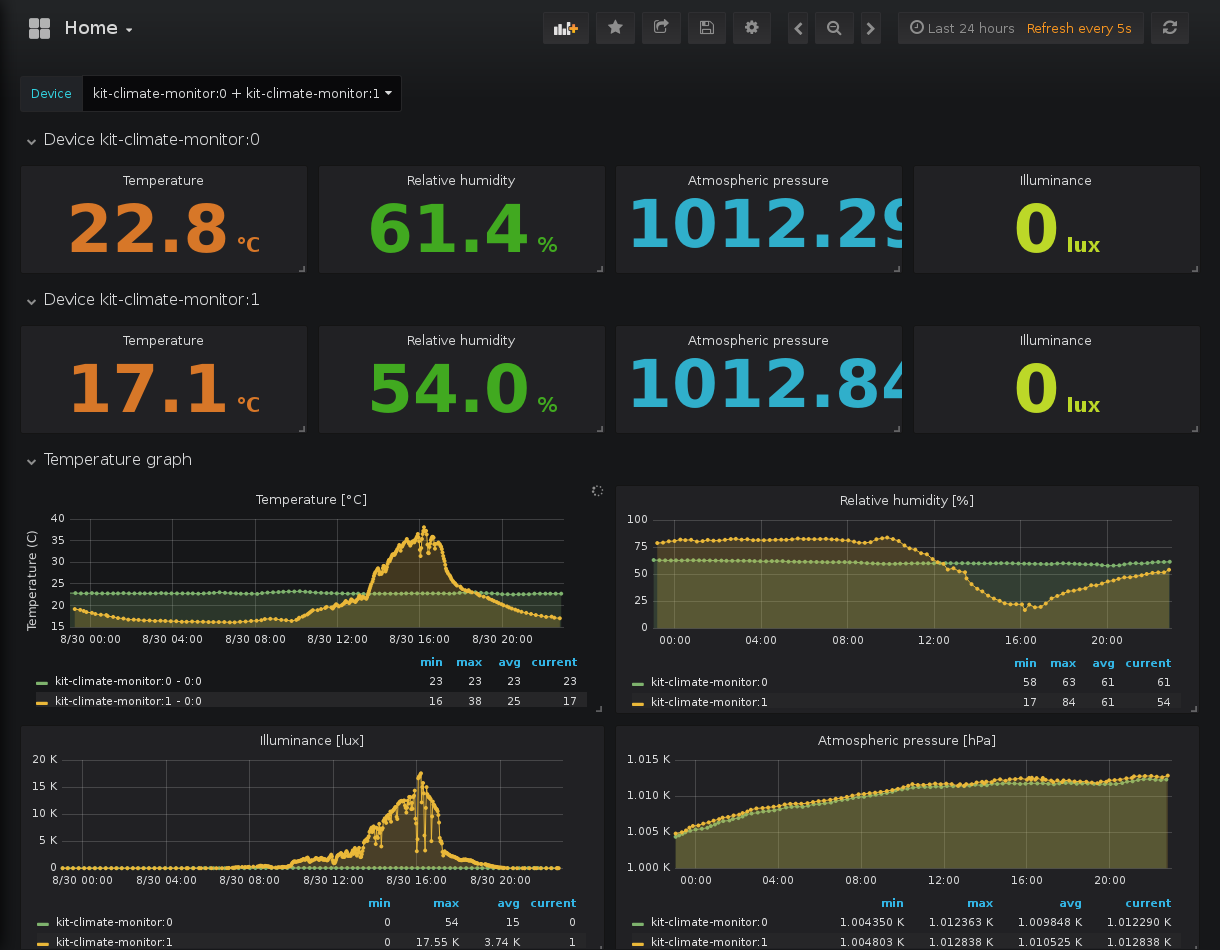 Home
Last 24 hours Refresh every 5s
Device kit-climate-monitor:0 + kit-climate-monitor:1
Device kit-climate-monitor:0
Temperature Relative humidity Atmospheric pressure Illuminance
22.8 °C 61.4 % 1012.29 0 lux
Device kit-climate-monitor:1
Temperature Relative humidity Atmospheric pressure Illuminance
17.1 °C 54.0 % 1012.84 0 lux
Temperature graph
Temperature [°C]
Temperature (C)
40
35
30
25
20
15
8/30 00:00 8/30 04:00 8/30 08:00 8/30 12:00 8/30 16:00 8/30 20:00
min max avg current
kit-climate-monitor:0 - 0:0 23 23 23 23
kit-climate-monitor:1 - 0:0 16 38 25 17
Relative humidity [%]
100
75
50
25
0
00:00 04:00 08:00 12:00 16:00 20:00
min max avg current
kit-climate-monitor:0 58 63 61 61
kit-climate-monitor:1 17 84 61 54
Illuminance [lux]
20 K
15 K
10 K
5 K
0
8/30 00:00 8/30 04:00 8/30 08:00 8/30 12:00 8/30 16:00 8/30 20:00
min max avg current
kit-climate-monitor:0 0 54 15 0
kit-climate-monitor:1 0 17.55 K 3.74 K 1
Atmospheric pressure [hPa]
1.015 K
1.010 K
1.005 K
1.000 K
00:00 04:00 08:00 12:00 16:00 20:00
min max avg current
kit-climate-monitor:0 1.004350 K 1.012363 K 1.009848 K 1.012290 K
kit-climate-monitor:1 1.004803 K 1.012838 K 1.010525 K 1.012838 K